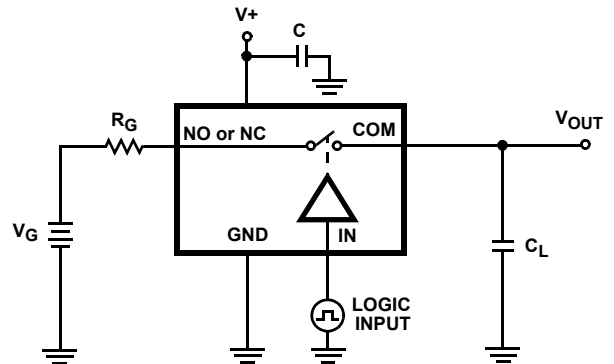 V+
C
RG
NO or NC
COM
VOUT
VG
GND
IN
CL
LOGIC
INPUT